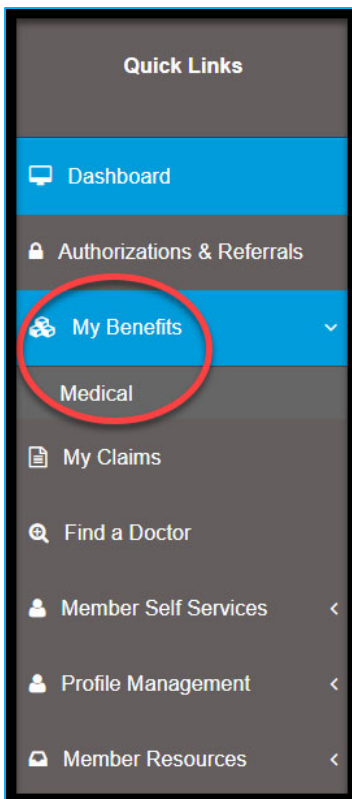 Quick Links
Dashboard
Authorizations & Referrals
My Benefits
Medical
My Claims
Find a Doctor
Member Self Services
Profile Management
Member Resources